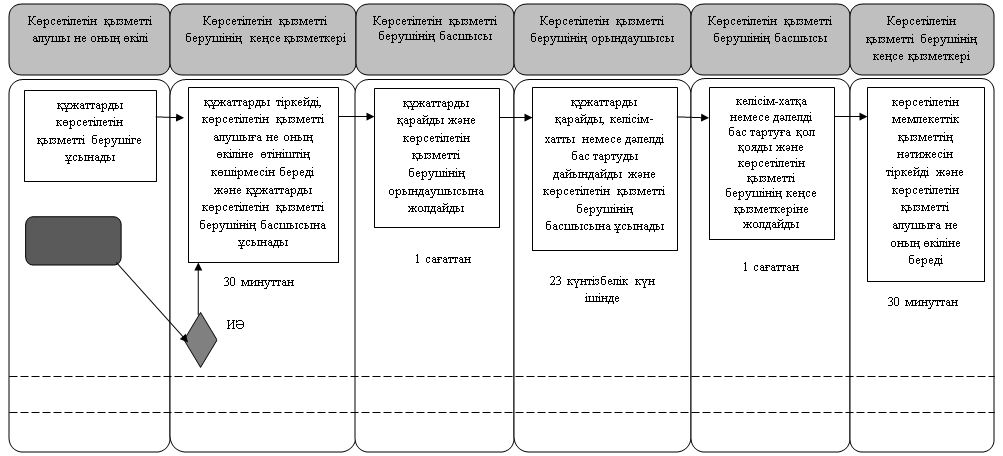 Көрсетілетін қызметті
алушы не оның өкілі
Көрсетілетін қызметті
берушінің кеңсе қызметкері
Көрсетілетін қызметті
берушінің басшысы
Көрсетілетін қызметті
берушінің орындаушысы
Көрсетілетін қызметті
берушінің басшысы
Көрсетілетін
қызметті берушінің
кеңсе қызметкері
құжаттарды
көрсетілетін
қызметті берушіге
ұсынады
құжаттарды тіркейді,
көрсетілетін қызметті
алушыға не оның
өкіліне өтініштің
көшірмесін береді
және құжаттарды
көрсетілетін қызметті
берушінің басшысына
ұсынады
30 минуттан
ИӘ
құжаттарды
қарайды және
көрсетілетін
қызметті
берушінің
орындаушысына
жолдайды
1 сағаттан
құжаттарды
қарайды, келісім-
хатты немесе дәлелді
бас тартуды
дайындайды және
көрсетілетін қызметті
берушінің
басшысына ұсынады
23 күнтізбелік күн
ішінде
келісім-хатқа
немесе дәлелді
бас тартуға қол
қояды және
көрсетілетін
қызметті
берушінің кеңсе
қызметкеріне
жолдайды
1 сағаттан
көрсетілетін
мемлекеттік
қызметтің
нәтижесін
тіркейді және
көрсетілетін
қызметті
алушыға не
оның өкіліне
береді
30 минуттан